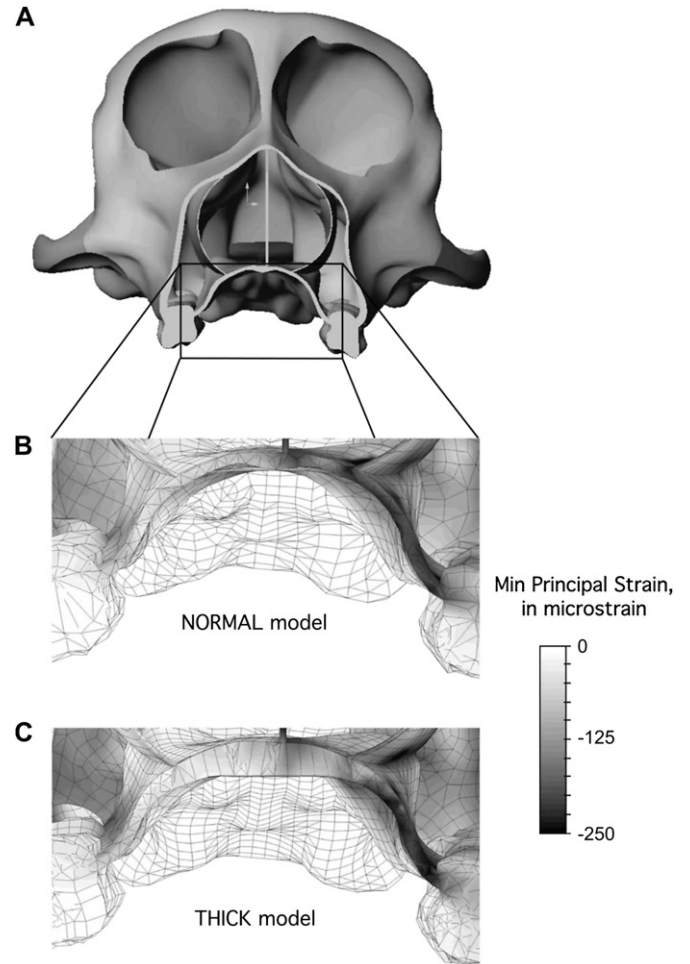 A
B
NORMAL model
Min Principal Strain,
in microstrain
0
-125
-250
C
THICK model